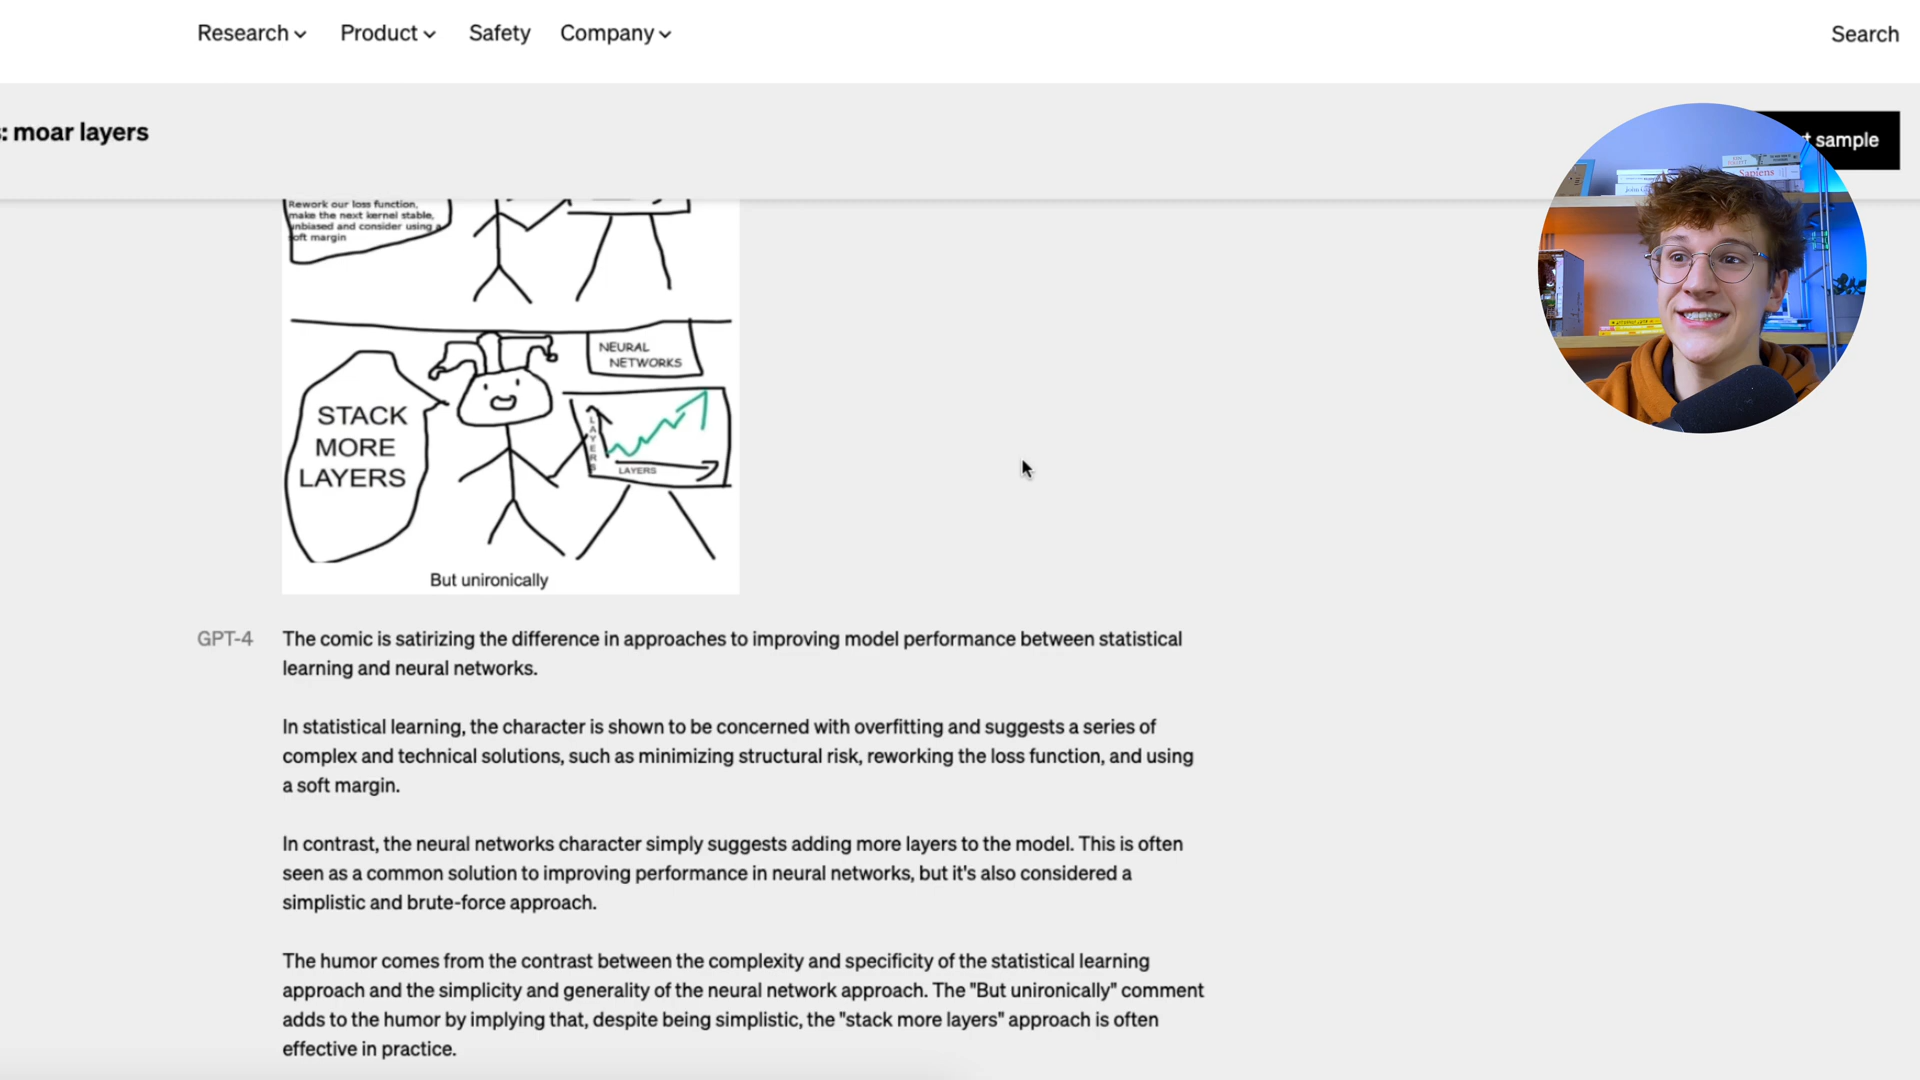 Research Product Safety Company Search
: moar layers
t sample
Sapiens
Rework our loss function,
make the next kernel stable,
unbiased and consider using a
soft margin
NEURAL
NETWORKS
STACK
MORE
LAYERS
LAYERS
LAYERS
But unironically
GPT-4 The comic is satirizing the difference in approaches to improving model performance between statistical
learning and neural networks.
In statistical learning, the character is shown to be concerned with overfitting and suggests a series of
complex and technical solutions, such as minimizing structural risk, reworking the loss function, and using
a soft margin.
In contrast, the neural networks character simply suggests adding more layers to the model. This is often
seen as a common solution to improving performance in neural networks, but it's also considered a
simplistic and brute-force approach.
The humor comes from the contrast between the complexity and specificity of the statistical learning
approach and the simplicity and generality of the neural network approach. The "But unironically" comment
adds to the humor by implying that, despite being simplistic, the "stack more layers" approach is often
effective in practice.